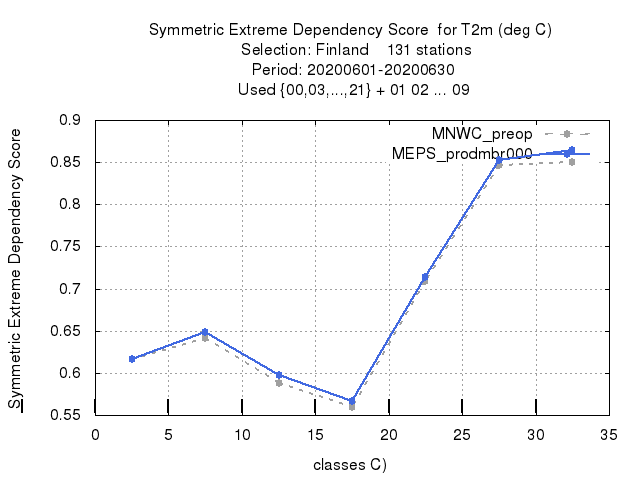 Symmetric Extreme Dependency Score  for T2m (deg C)
Selection: Finland    131 stations
Period: 20200601-20200630
Used {00,03,...,21} + 01 02 ... 09
MNWC_preop
MEPS_prodmbr000
Symmetric Extreme Dependency Score
0.9
0.85
0.8
0.75
0.7
0.65
0.6
0.55
0 5 10 15 20 25 30 35
classes C)